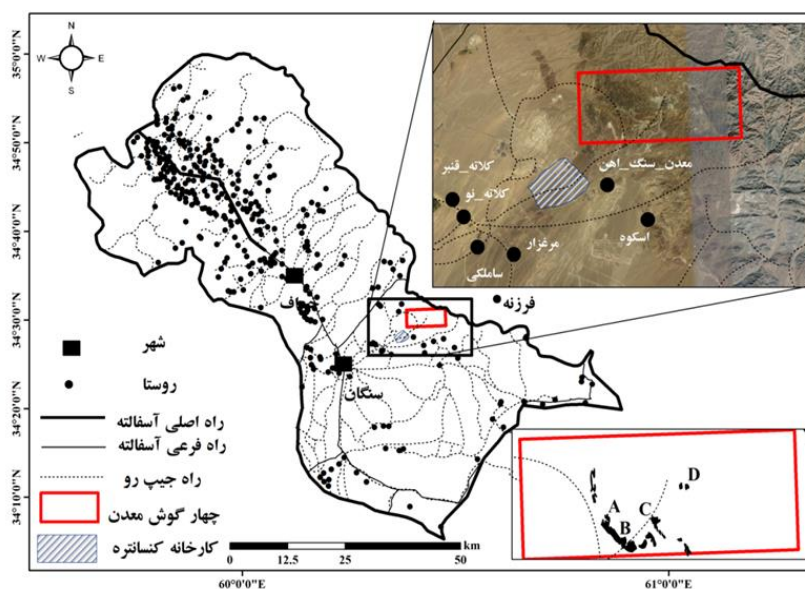 N
W E
S
35°0'0"N
34°50'0"N
34°40'0"N
34°30'0"N
34°20'0"N
34°10'0"N
60°0'0"E
61°0'0"E
معدن_سنگ_اهن
کلاته_قنبر
کلاته_نو
اسکوه
مرغزار
ساملکی
فرزنه
سنگان
شهر
روستا
راه اصلی آسفالته
راه فرعی آسفالته
راه جیپ رو
چهار گوش معدن
کارخانه کنسانتره
km
0 12.5 25 50
A
B
C
D